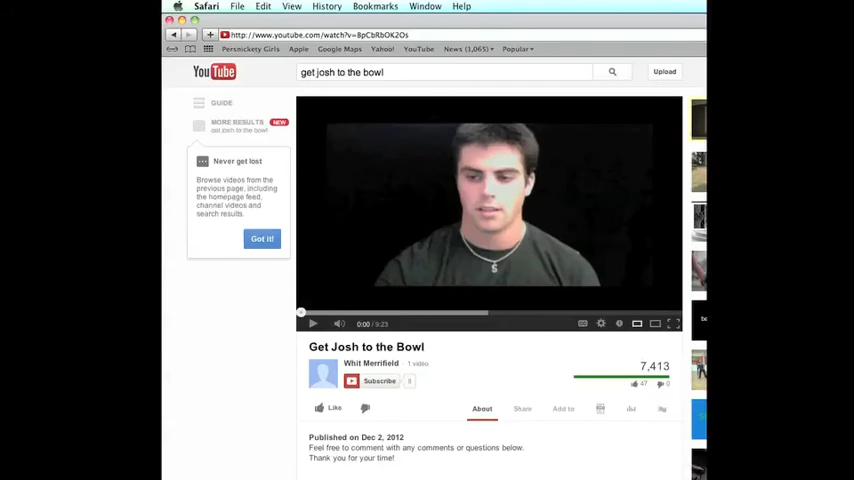 Safari File Edit View History Bookmarks Window Help
http://www.youtube.com/watch?v=BpCbRbOK2Os
Persnickety Girls Apple Google Maps Yahoo! YouTube News (1,065) Popular
YouTube
get josh to the bowl
Upload
GUIDE
MORE RESULTS NEW
get josh to the bowl
Never get lost
Browse videos from the
previous page, including
the homepage feed,
channel videos and
search results.
Got it!
S
0:00 / 9:23
Get Josh to the Bowl
Whit Merrifield · 1 video
Subscribe 8
7,413
47 0
Like
About Share Add to
Published on Dec 2, 2012
Feel free to comment with any comments or questions below.
Thank you for your time!